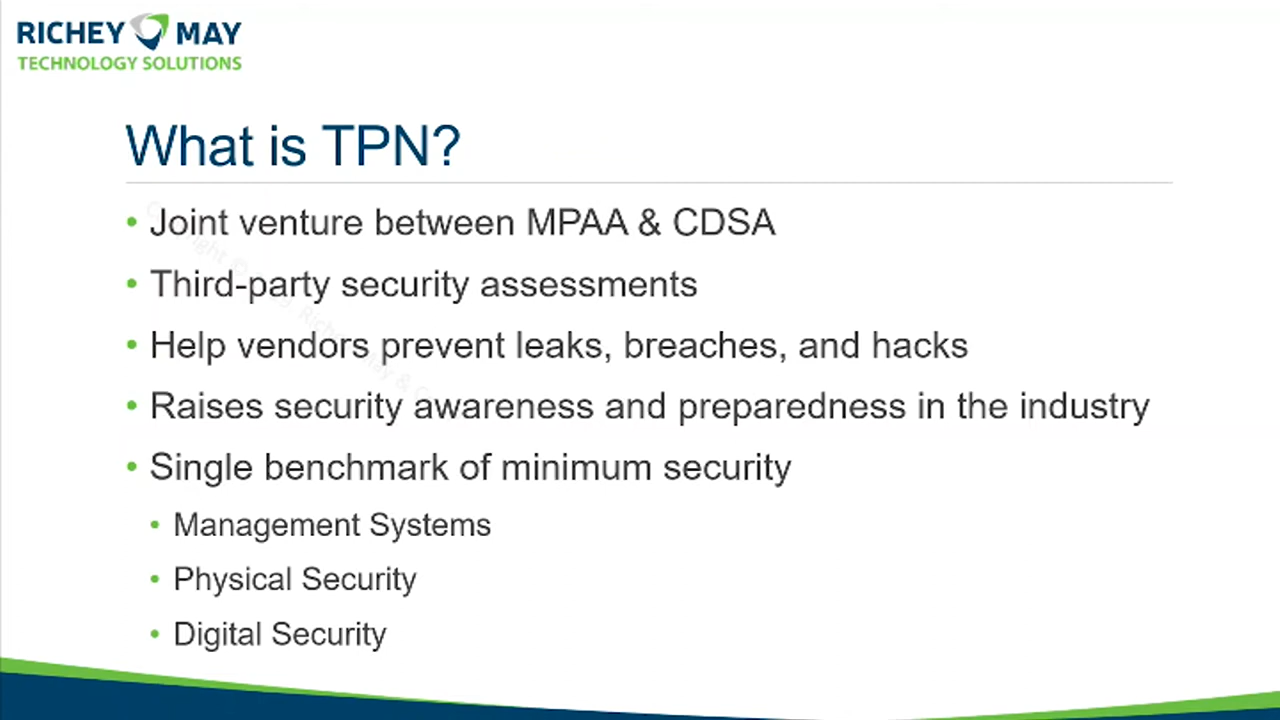 RICHEY MAY
TECHNOLOGY SOLUTIONS
What is TPN?
• Joint venture between MPAA & CDSA
• Third-party security assessments
• Help vendors prevent leaks, breaches, and hacks
• Raises security awareness and preparedness in the industry
• Single benchmark of minimum security
• Management Systems
• Physical Security
• Digital Security